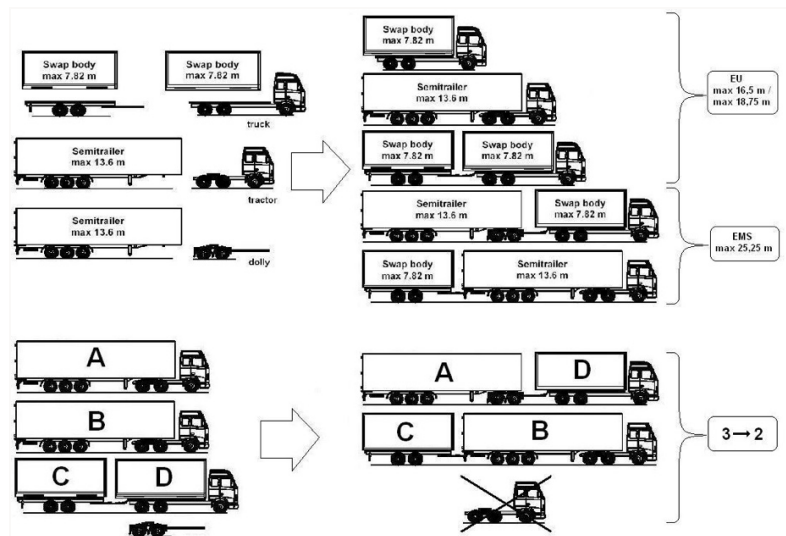 Swap body
max 7.82 m
Swap body
max 7.82 m
truck
Semitrailer
max 13.6 m
tractor
Semitrailer
max 13.6 m
dolly
Swap body
max 7.82 m
Semitrailer
max 13.6 m
Swap body
max 7.82 m
Swap body
max 7.82 m
EU
max 16,5 m /
max 18,75 m
Semitrailer
max 13.6 m
Swap body
max 7.82 m
Swap body
max 7.82 m
Semitrailer
max 13.6 m
EMS
max 25,25 m
A
B
C D
A D
C B
3→2